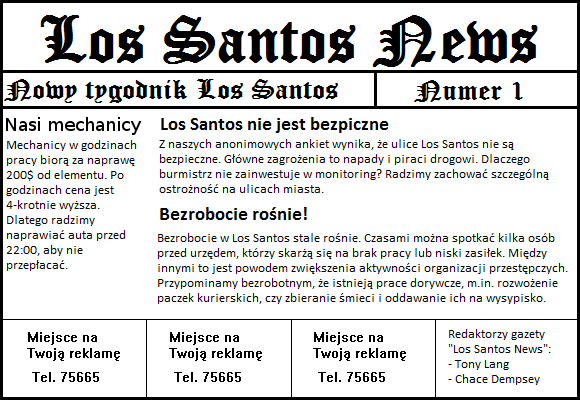 Los Santos News
Nowy tygodnik Los Santos
Numer 1
Nasi mechanicy
Mechanicy w godzinach
pracy biorą za naprawę
200$ od elementu. Po
godzinach cena jest
4-krotnie wyższa.
Dlatego radzimy
naprawiać auta przed
22:00, aby nie
przepłacać.
Los Santos nie jest bezpiczne
Z naszych anonimowych ankiet wynika, że ulice Los Santos nie są
bezpieczne. Główne zagrożenia to napady i piraci drogowi. Dlaczego
burmistrz nie zainwestuje w monitoring? Radzimy zachować szczególną
ostrożność na ulicach miasta.
Bezrobocie rośnie!
Bezrobocie w Los Santos stale rośnie. Czasami można spotkać kilka osób
przed urzędem, którzy skarżą się na brak pracy lub niski zasiłek. Między
innymi to jest powodem zwiększenia aktywności organizacji przestępczych.
Przypominamy bezrobotnym, że istnieją prace dorywcze, m.in. rozwożenie
paczek kurierskich, czy zbieranie śmieci i oddawanie ich na wysypisko.
Miejsce na
Twoją reklamę
Tel. 75665
Miejsce na
Twoją reklamę
Tel. 75665
Miejsce na
Twoją reklamę
Tel. 75665
Redaktorzy gazety
"Los Santos News":
- Tony Lang
- Chace Dempsey